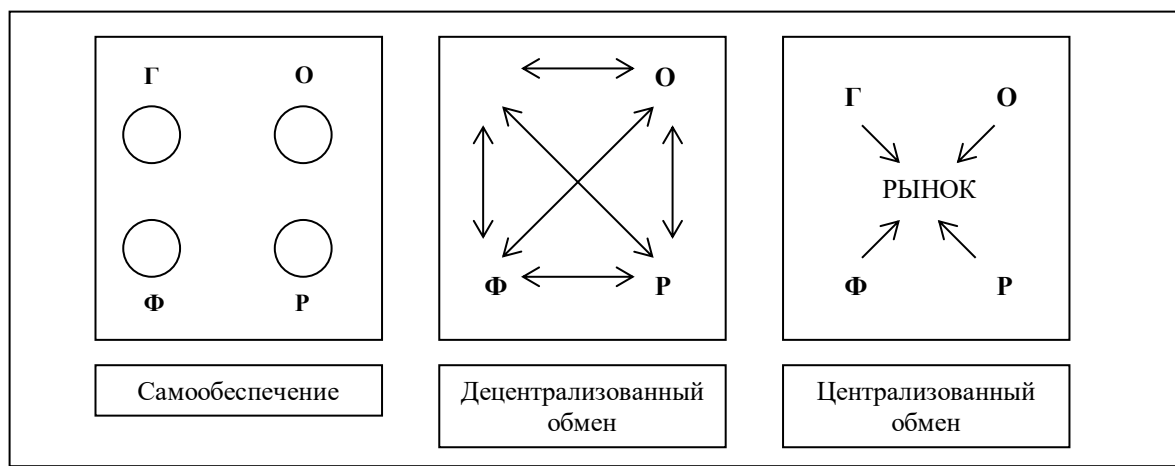 Г О
Ф Р
О
Ф Р
Г О
РЫНОК
Ф Р
Самообеспечение
Децентрализованный
обмен
Централизованный
обмен